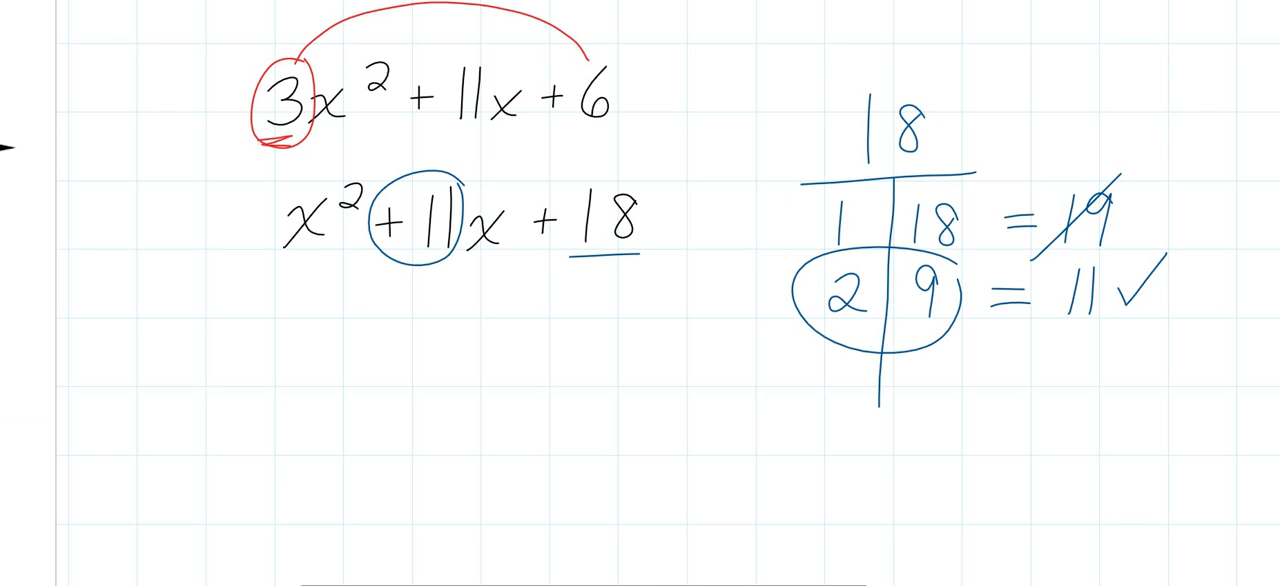 3x² + 11x + 6
x² + 11x + 18
18
1 | 18 = 19
2 | 9 = 11 ✓